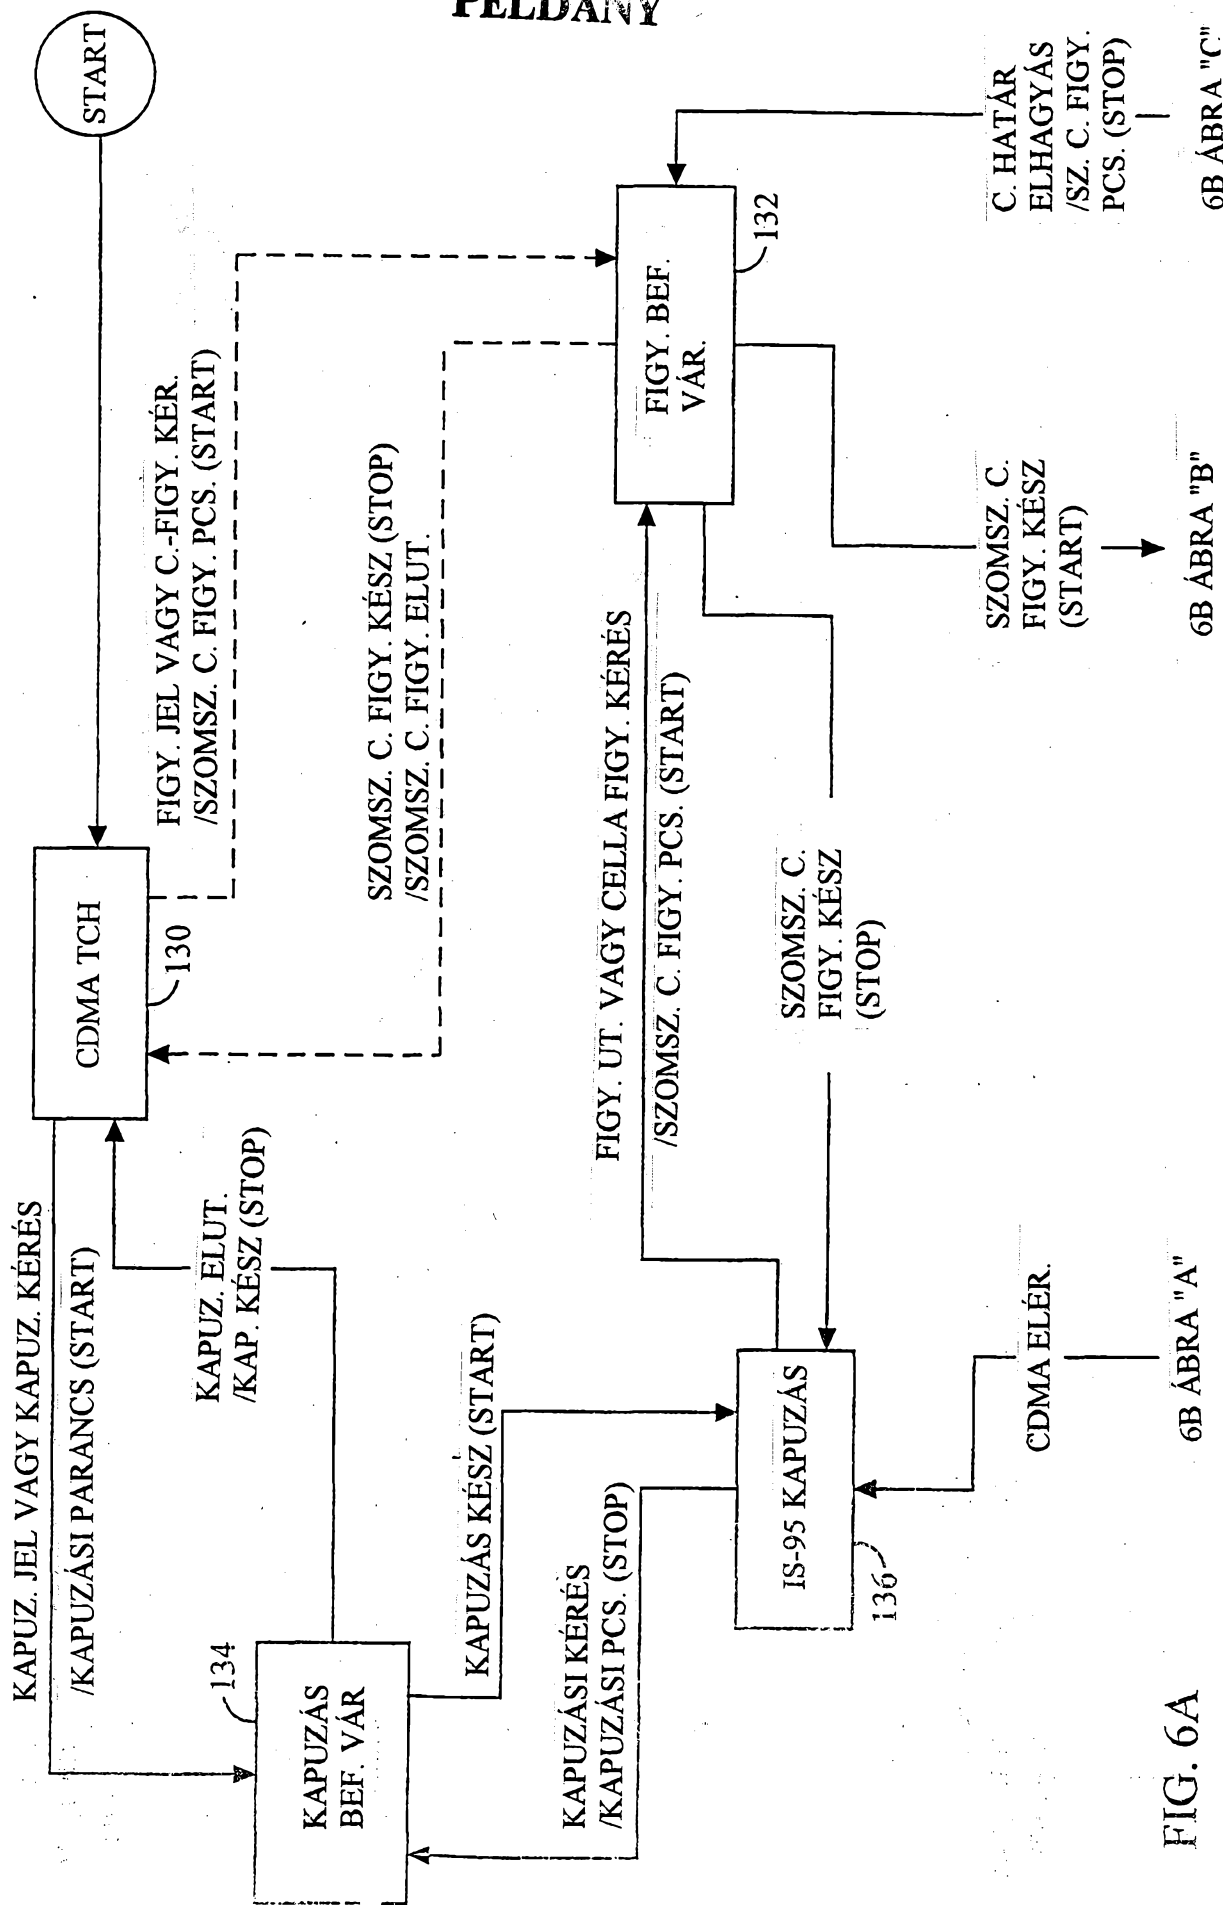 PÉLDÁNY
START
CDMA TCH
130
FIGY. JEL VAGY C.-FIGY. KÉR.
/SZOMSZ. C. FIGY. PCS. (START)
SZOMSZ. C. FIGY. KÉSZ (STOP)
/SZOMSZ. C. FIGY. ELUT.
KAPUZ. JEL VAGY KAPUZ. KÉRÉS
/KAPUZÁSI PARANCS (START)
KAPUZ. ELUT.
/KAP. KÉSZ (STOP)
134
KAPUZÁS
BEF. VÁR
KAPUZÁS KÉSZ (START)
KAPUZÁSI KÉRÉS
/KAPUZÁSI PCS. (STOP)
FIGY. BEF.
VÁR.
132
FIGY. UT. VAGY CELLA FIGY. KÉRÉS
/SZOMSZ. C. FIGY. PCS. (START)
SZOMSZ. C.
FIGY. KÉSZ
(STOP)
IS-95 KAPUZÁS
136
C. HATÁR
ELHAGYÁS
/SZ. C. FIGY.
PCS. (STOP)
6B ÁBRA "C"
SZOMSZ. C.
FIGY. KÉSZ
(START)
6B ÁBRA "B"
CDMA ELÉR.
6B ÁBRA "A"
FIG. 6A